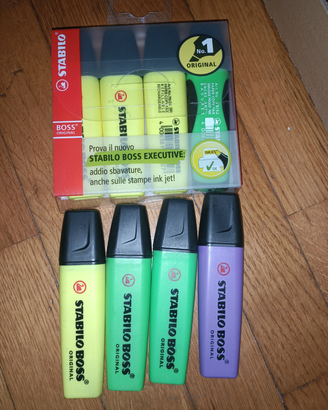 STABILO
BOSS
ORIGINAL
No.1
ORIGINAL
STABILO
Prova il nuovo
STABILO BOSS EXECUTIVE
addio sbavature,
anche sulle stampe ink jet!
STABILO BOSS
ORIGINAL
STABILO BOSS
ORIGINAL
STABILO BOSS
ORIGINAL
STABILO BOSS
ORIGINAL